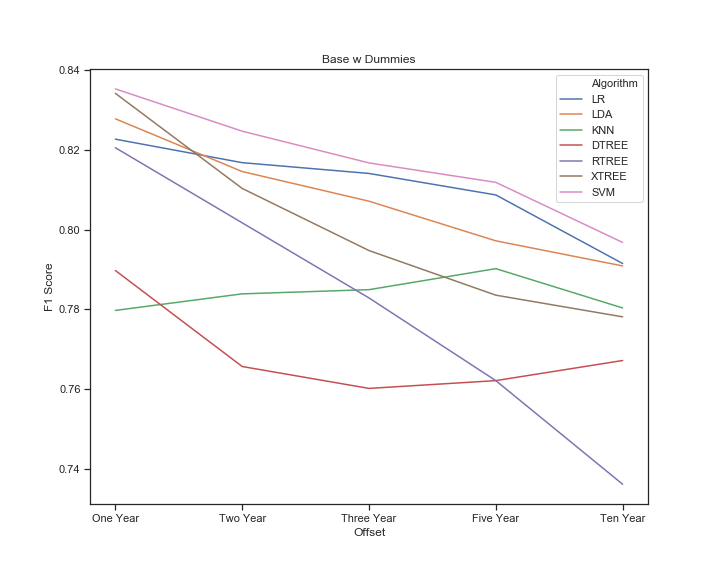 Base w Dummies
0.84
0.82
0.80
0.78
0.76
0.74
F1 Score
One Year
Two Year
Three Year
Five Year
Ten Year
Offset
Algorithm
LR
LDA
KNN
DTREE
RTREE
XTREE
SVM